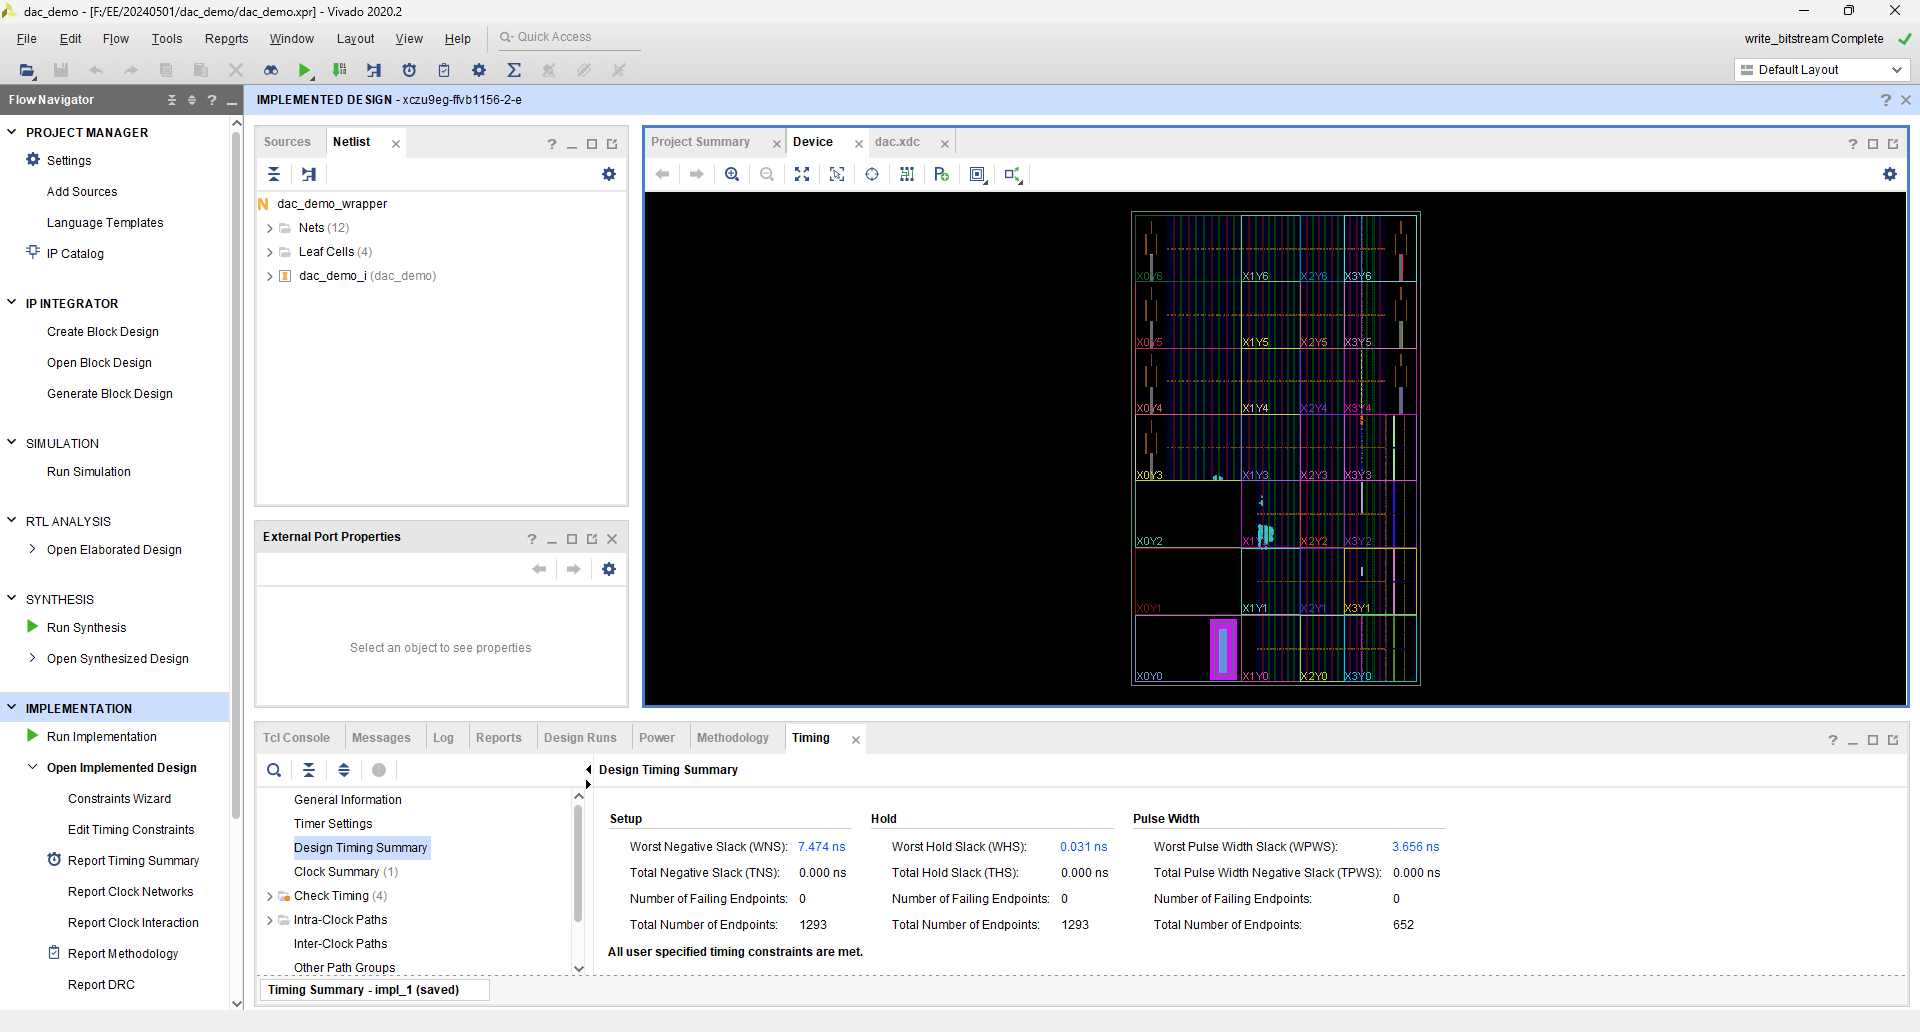 dac_demo - [F:/EE/20240501/dac_demo/dac_demo.xpr] - Vivado 2020.2
File Edit Flow Tools Reports Window Layout View Help Quick Access
write_bitstream Complete
Default Layout
Flow Navigator
IMPLEMENTED DESIGN - xczu9eg-ffvb1156-2-e
PROJECT MANAGER
Settings
Add Sources
Language Templates
IP Catalog
IP INTEGRATOR
Create Block Design
Open Block Design
Generate Block Design
SIMULATION
Run Simulation
RTL ANALYSIS
Open Elaborated Design
SYNTHESIS
Run Synthesis
Open Synthesized Design
IMPLEMENTATION
Run Implementation
Open Implemented Design
Constraints Wizard
Edit Timing Constraints
Report Timing Summary
Report Clock Networks
Report Clock Interaction
Report Methodology
Report DRC
Sources Netlist
dac_demo_wrapper
Nets (12)
Leaf Cells (4)
dac_demo_i (dac_demo)
External Port Properties
Select an object to see properties
Project Summary Device dac.xdc
X0Y6 X1Y6 X2Y6 X3Y6
X0Y5 X1Y5 X2Y5 X3Y5
X0Y4 X1Y4 X2Y4 X3Y4
X0Y3 X1Y3 X2Y3 X3Y3
X0Y2 X2Y2 X3Y2
X0Y1 X1Y1 X2Y1 X3Y1
X0Y0 X1Y0 X2Y0 X3Y0
Tcl Console Messages Log Reports Design Runs Power Methodology Timing
General Information
Timer Settings
Design Timing Summary
Clock Summary (1)
Check Timing (4)
Intra-Clock Paths
Inter-Clock Paths
Other Path Groups
Design Timing Summary
Setup Hold Pulse Width
Worst Negative Slack (WNS): 7.474 ns Worst Hold Slack (WHS): 0.031 ns Worst Pulse Width Slack (WPWS): 3.656 ns
Total Negative Slack (TNS): 0.000 ns Total Hold Slack (THS): 0.000 ns Total Pulse Width Negative Slack (TPWS): 0.000 ns
Number of Failing Endpoints: 0 Number of Failing Endpoints: 0 Number of Failing Endpoints: 0
Total Number of Endpoints: 1293 Total Number of Endpoints: 1293 Total Number of Endpoints: 652
All user specified timing constraints are met.
Timing Summary - impl_1 (saved)